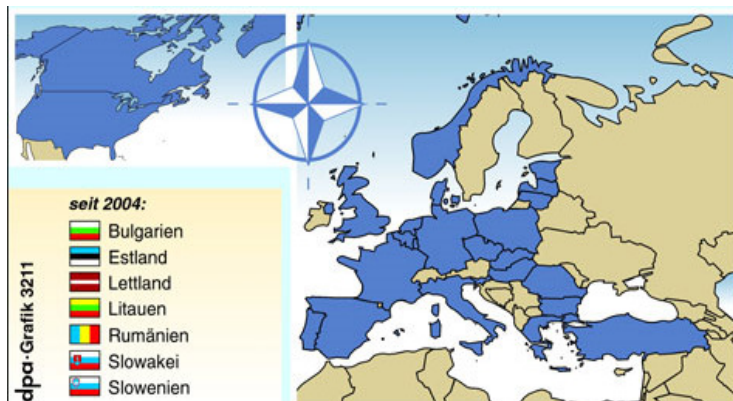 seit 2004:
Bulgarien
Estland
Lettland
Litauen
Rumänien
Slowakei
Slowenien
dpa·Grafik 3211